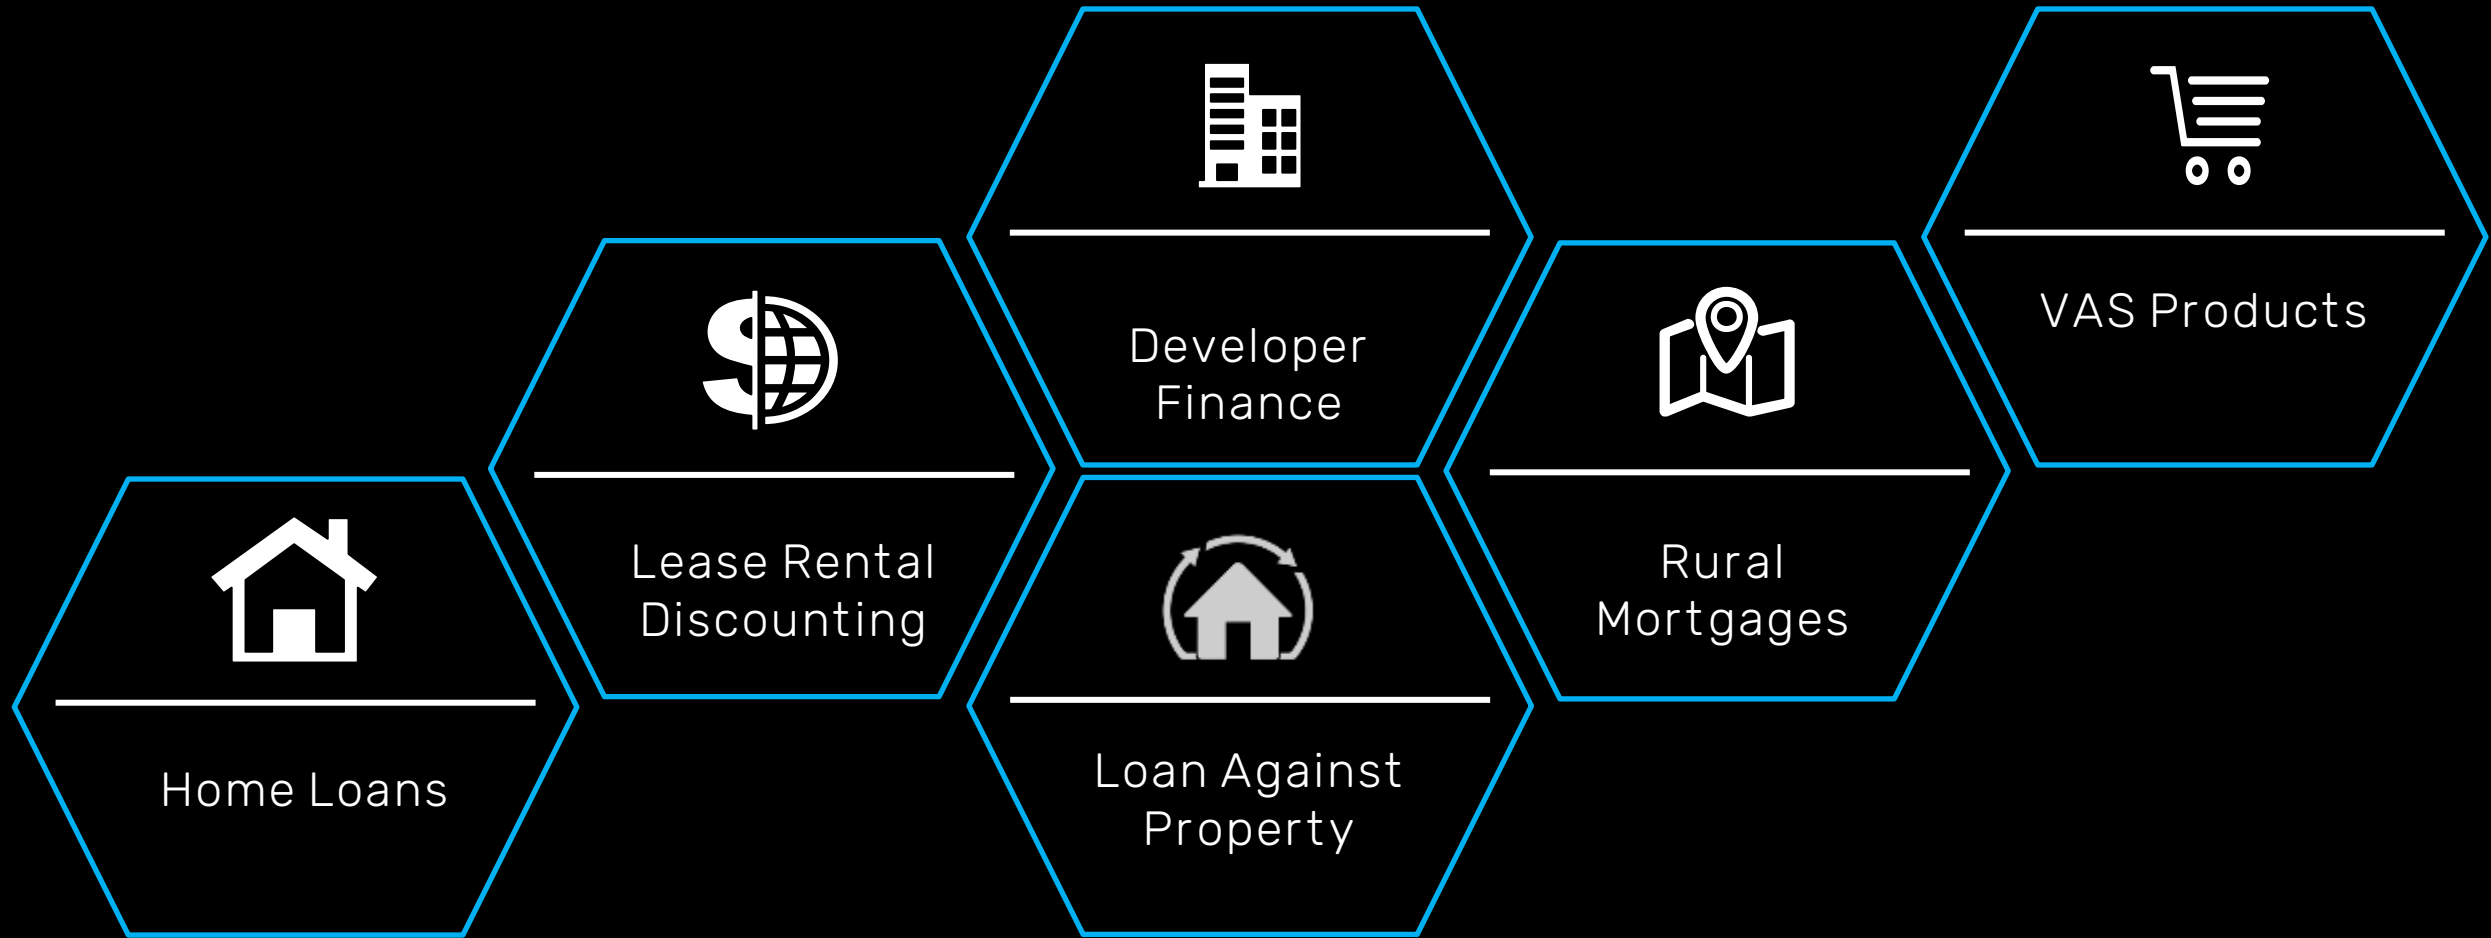 Home Loans
Lease Rental
Discounting
Developer
Finance
Loan Against
Property
Rural
Mortgages
VAS Products